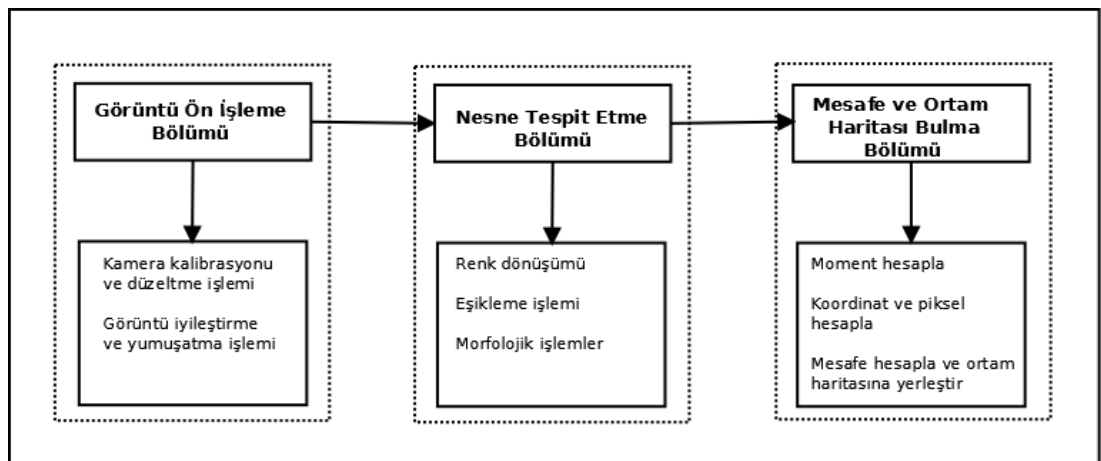 Görüntü Ön İşleme
Bölümü
Kamera kalibrasyonu
ve düzeltme işlemi
Görüntü iyileştirme
ve yumuşatma işlemi
Nesne Tespit Etme
Bölümü
Renk dönüşümü
Eşikleme işlemi
Morfolojik işlemler
Mesafe ve Ortam
Haritası Bulma
Bölümü
Moment hesapla
Koordinat ve piksel
hesapla
Mesafe hesapla ve ortam
haritasına yerleştir